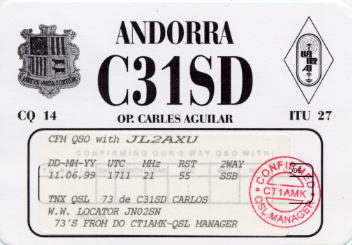 ANDORRA
C31SD
OP. CARLES AGUILAR
CQ 14
ITU 27
CFM QSO with JL2AXU
CONFIRMING OUR 2-WAY QSO WITH:
DD-MM-YY UTC MHz RST 2WAY
11.06.99 1711 21 55 SSB
TNX QSL 73 de C31SD CARLOS
W.W. LOCATOR JN02SN
73'S FROM DO CT1AMK-QSL MANAGER
CONFIRMED
CT1AMK
QSL MANAGER